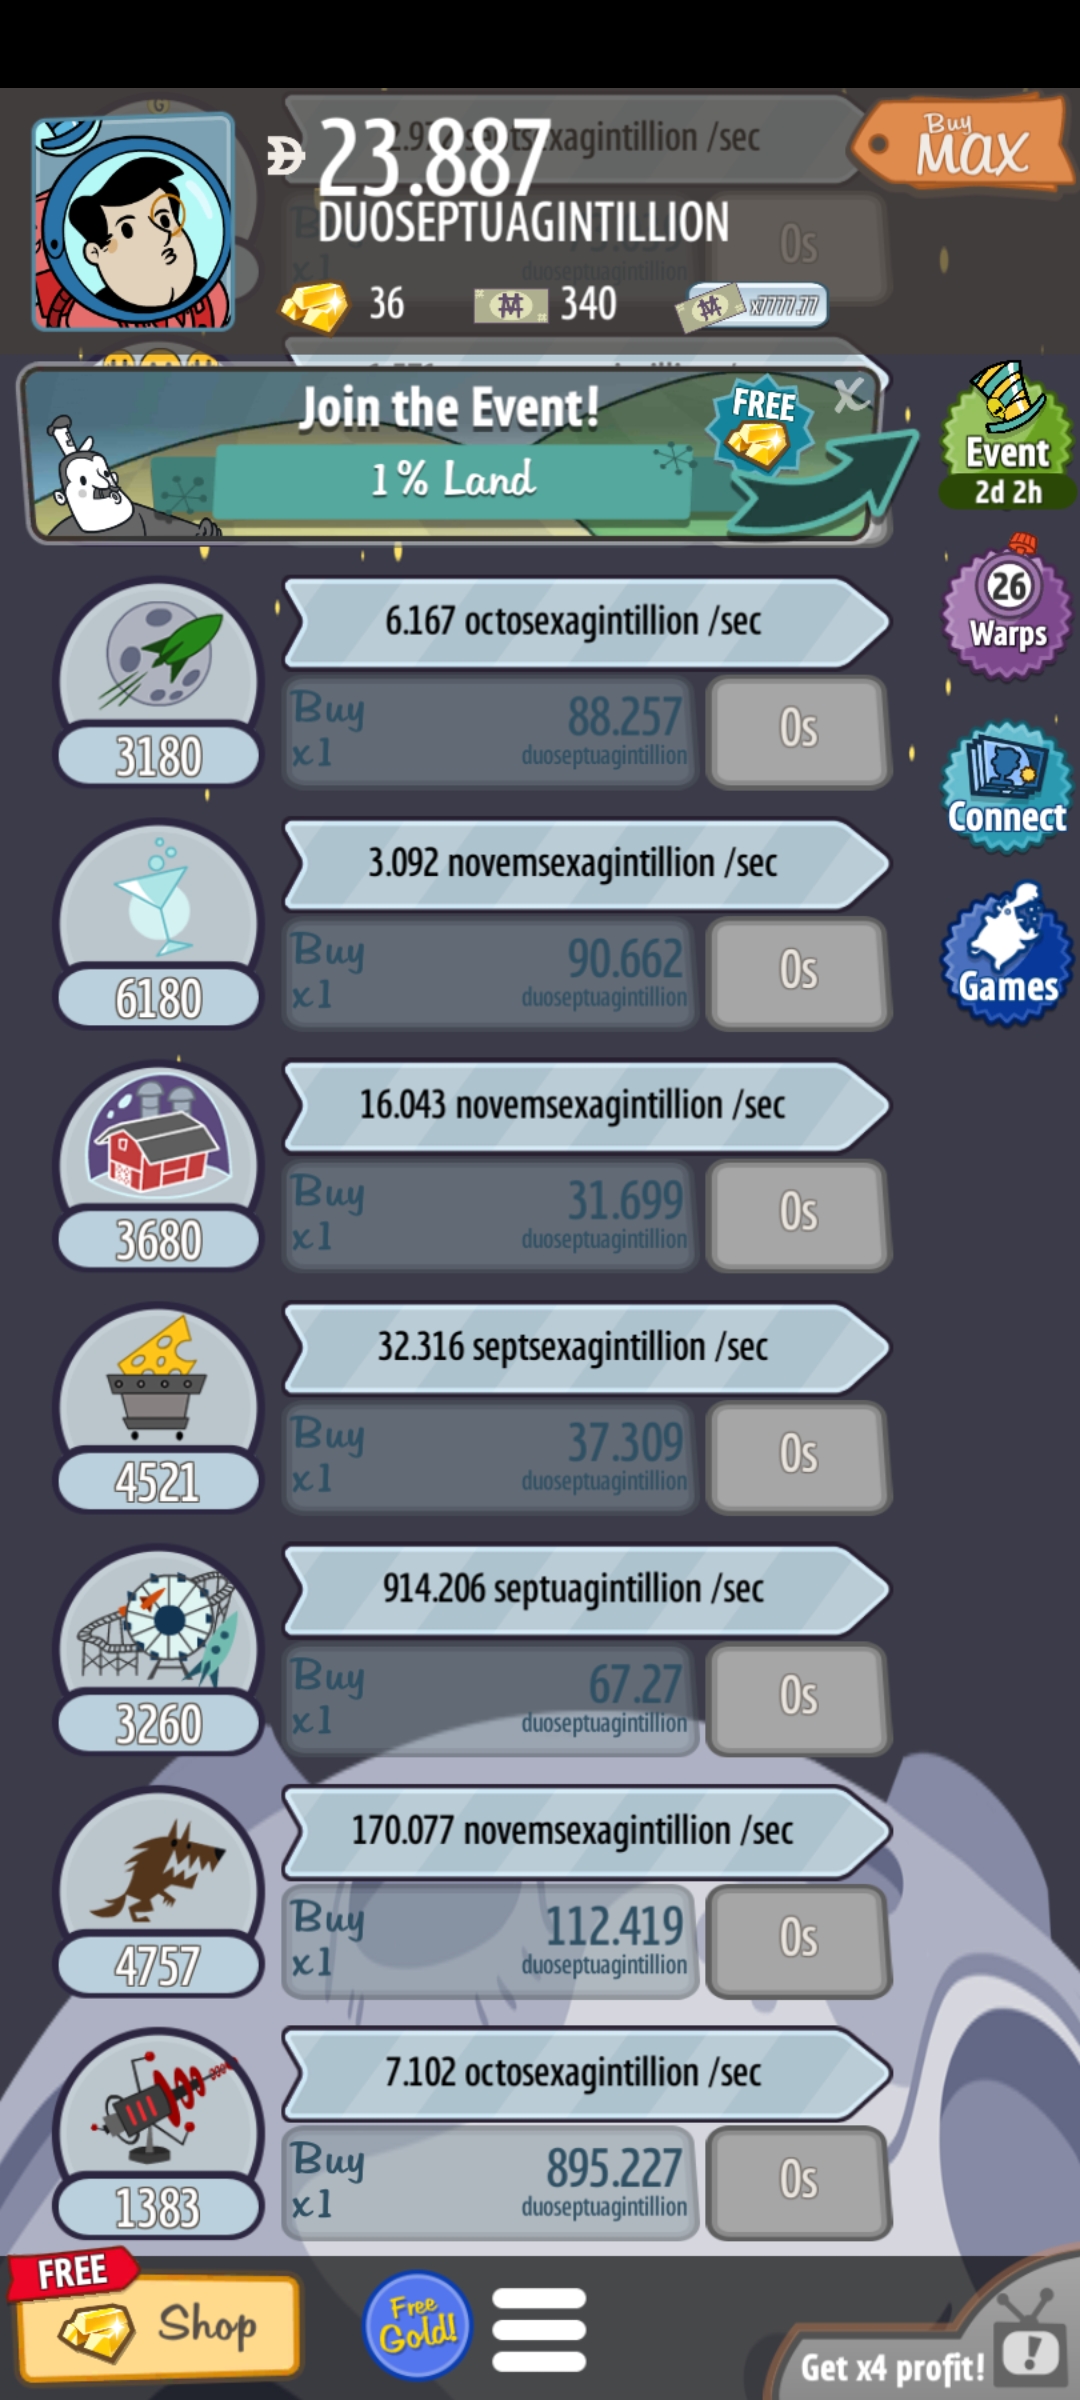 septsexagintillion /sec
23.887
DUOSEPTUAGINTILLION
Buy
MAX
x1
duoseptuagintillion
0s
36
340
x7777.77
Join the Event!
1% Land
FREE
X
Event
2d 2h
26
Warps
Connect
Games
6.167 octosexagintillion /sec
Buy
x1
88.257
duoseptuagintillion
0s
3180
3.092 novemsexagintillion /sec
Buy
x1
90.662
duoseptuagintillion
0s
6180
16.043 novemsexagintillion /sec
Buy
x1
31.699
duoseptuagintillion
0s
3680
32.316 septsexagintillion /sec
Buy
x1
37.309
duoseptuagintillion
0s
4521
914.206 septuagintillion /sec
Buy
x1
67.27
duoseptuagintillion
0s
3260
170.077 novemsexagintillion /sec
Buy
x1
112.419
duoseptuagintillion
0s
4757
7.102 octosexagintillion /sec
Buy
x1
895.227
duoseptuagintillion
0s
1383
FREE
Shop
Free
Gold!
Get x4 profit!
!